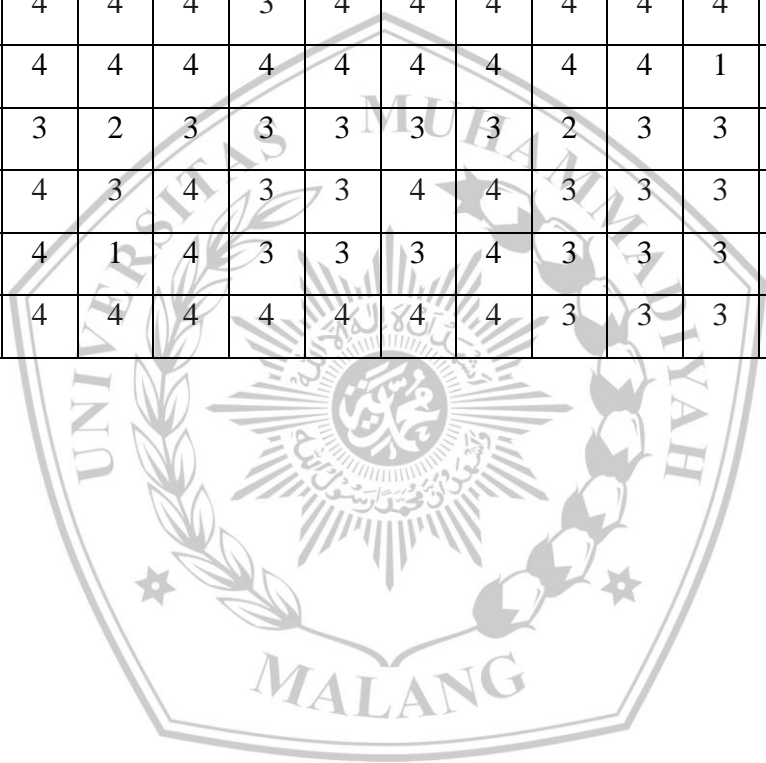 4 4 4 3 4 4 4 4 4 4
4 4 4 4 4 4 4 4 4 1
3 2 3 3 3 3 3 2 3 3
4 3 4 3 3 4 4 3 3 3
4 1 4 3 3 3 4 3 3 3
4 4 4 4 4 4 4 3 3 3
UNIVERSITAS MUHAMMADIYAH
MALANG